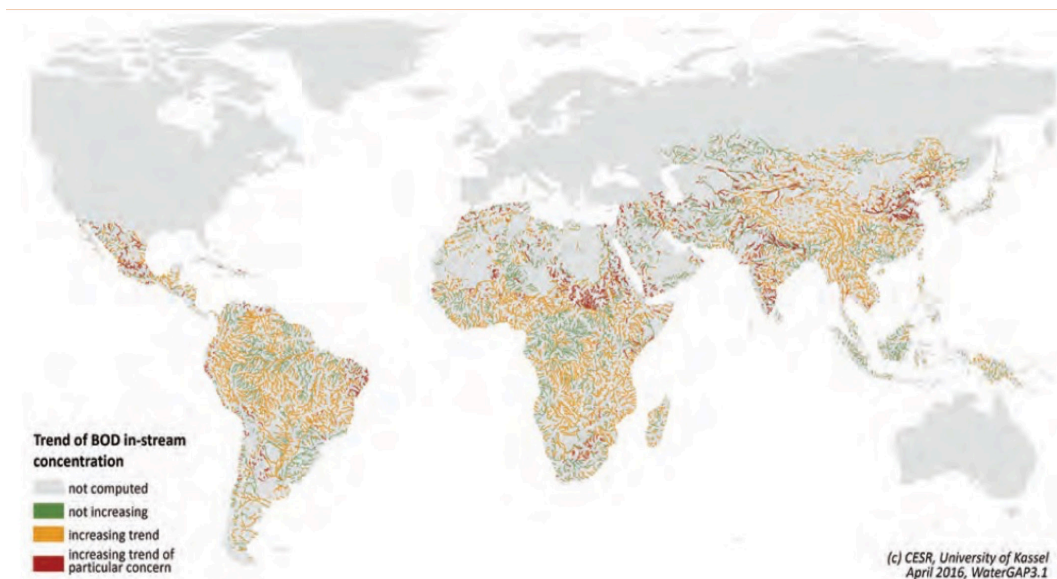 Trend of BOD in-stream
concentration
not computed
not increasing
increasing trend
increasing trend of
particular concern
(c) CESR, University of Kassel
April 2016, WaterGAP3.1